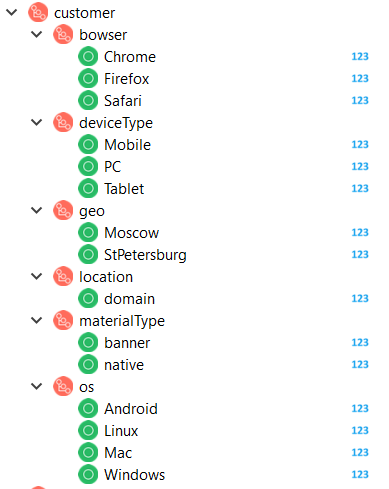 customer
bowser
Chrome 123
Firefox 123
Safari 123
deviceType
Mobile 123
PC 123
Tablet 123
geo
Moscow 123
StPetersburg 123
location
domain 123
materialType
banner 123
native 123
os
Android 123
Linux 123
Mac 123
Windows 123